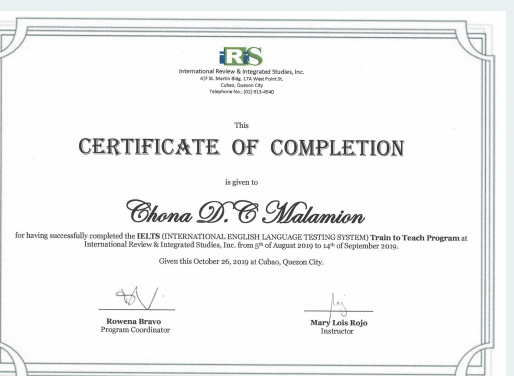 iRiS
International Review & Integrated Studies, Inc.
4|F St. Martin Bldg. 17A West Point St.
Cubao, Quezon City
Telephone No.: (02) 913-4540
This
CERTIFICATE OF COMPLETION
is given to
Chona D.C Malamion
for having successfully completed the IELTS (INTERNATIONAL ENGLISH LANGUAGE TESTING SYSTEM) Train to Teach Program at
International Review & Integrated Studies, Inc. from 5th of August 2019 to 14th of September 2019.
Given this October 26, 2019 at Cubao, Quezon City.
Rowena Bravo
Program Coordinator
Mary Lois Rojo
Instructor